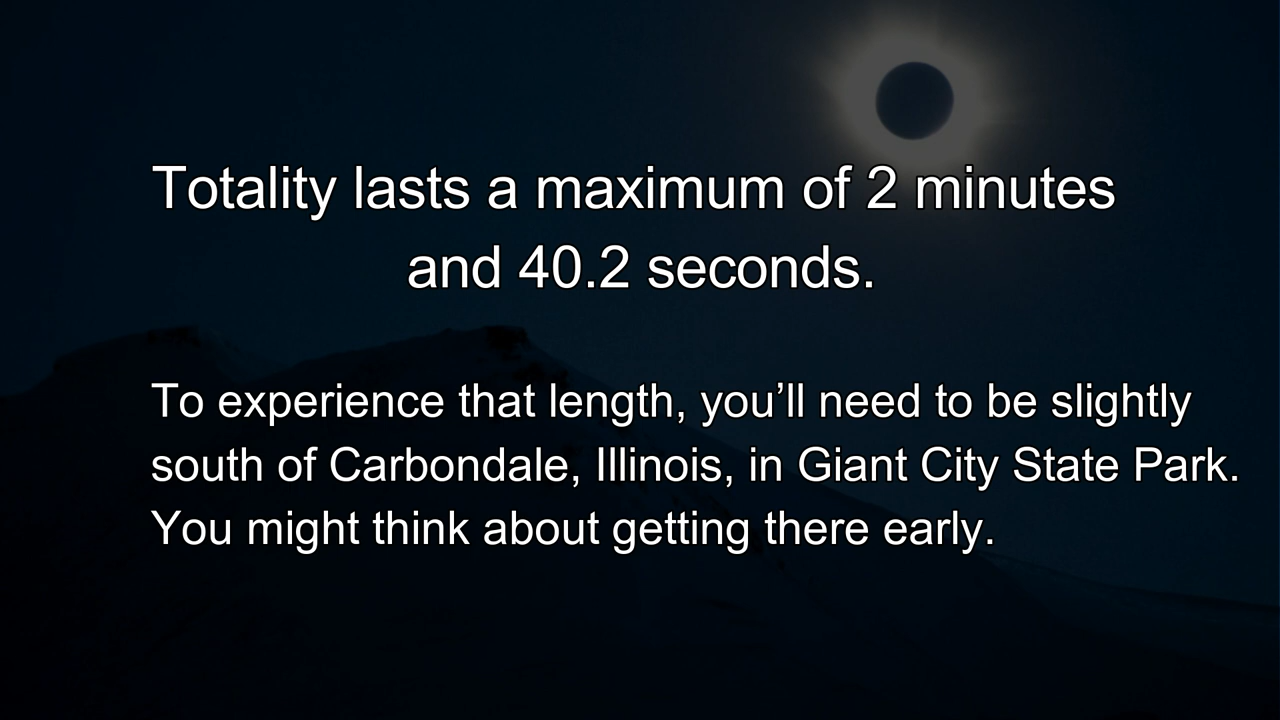 Totality lasts a maximum of 2 minutes
and 40.2 seconds.
To experience that length, you’ll need to be slightly
south of Carbondale, Illinois, in Giant City State Park.
You might think about getting there early.